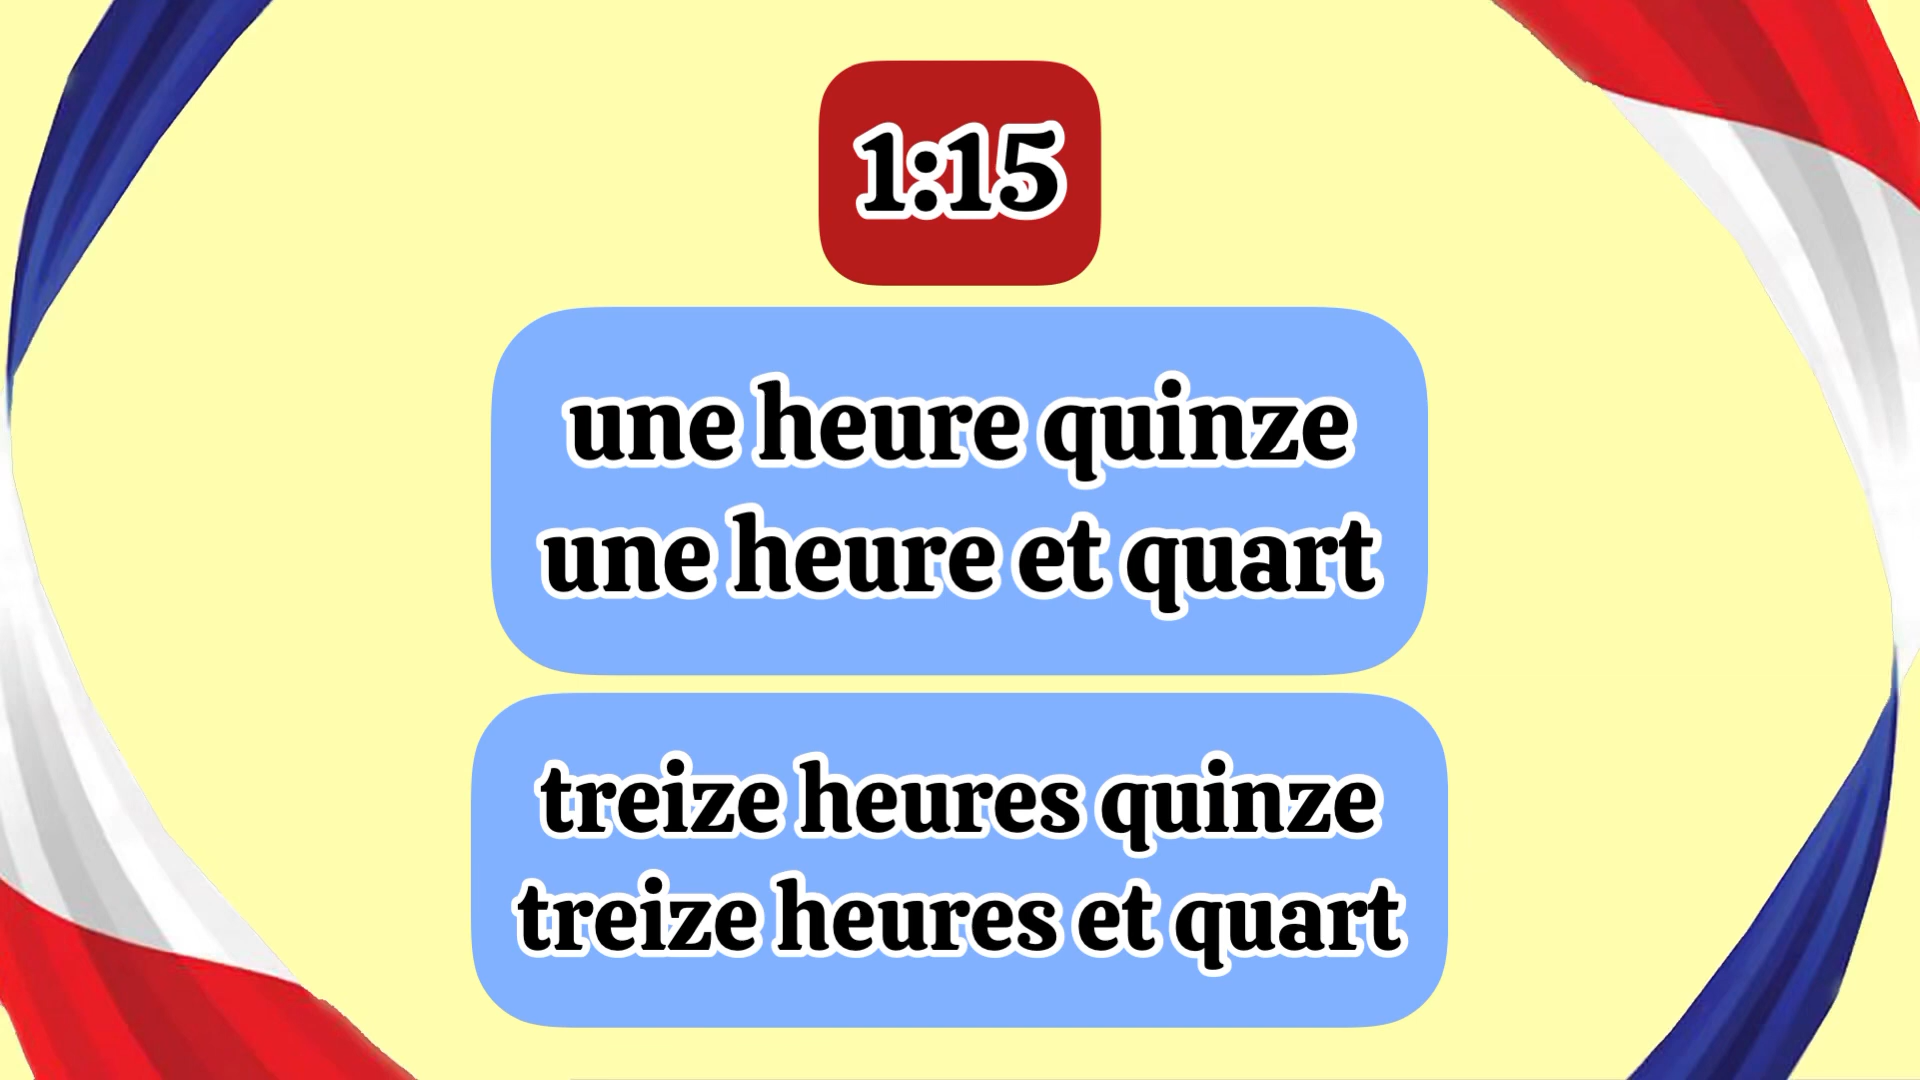 1:15
une heure quinze
une heure et quart
treize heures quinze
treize heures et quart